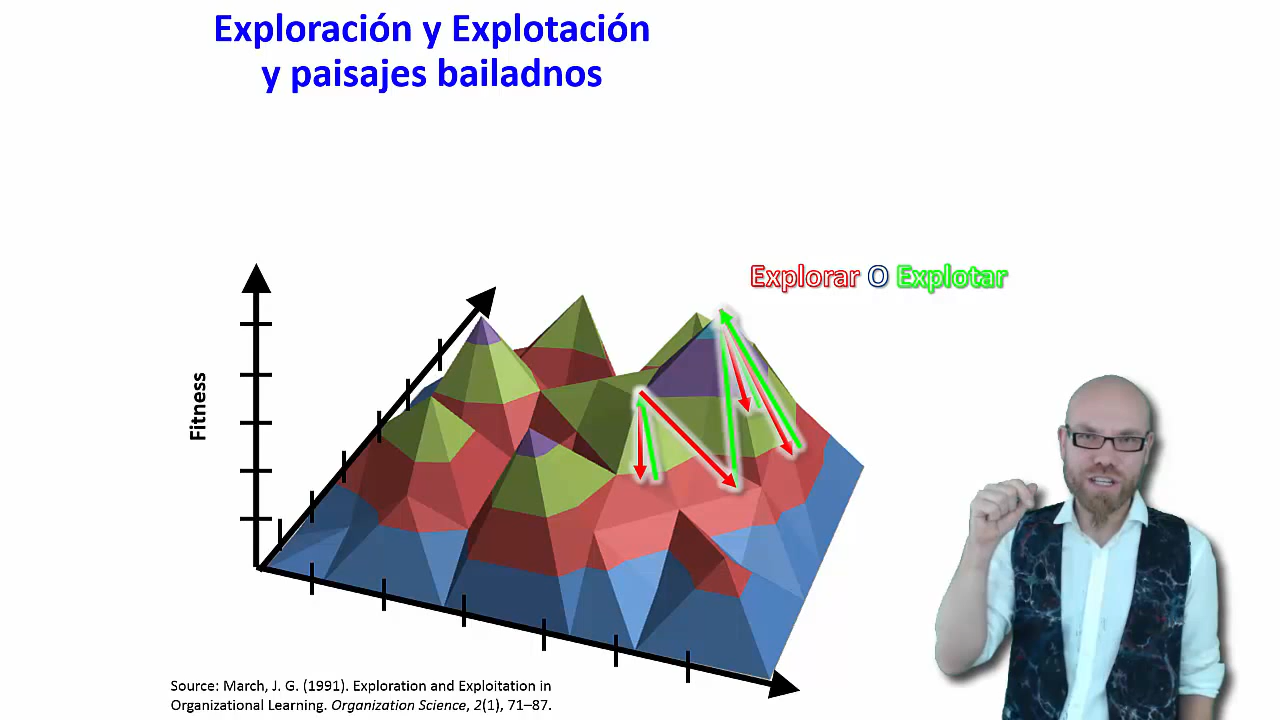 Exploración y Explotación
y paisajes bailadnos
Explorar O Explotar
Fitness
Source: March, J. G. (1991). Exploration and Exploitation in
Organizational Learning. Organization Science, 2(1), 71–87.